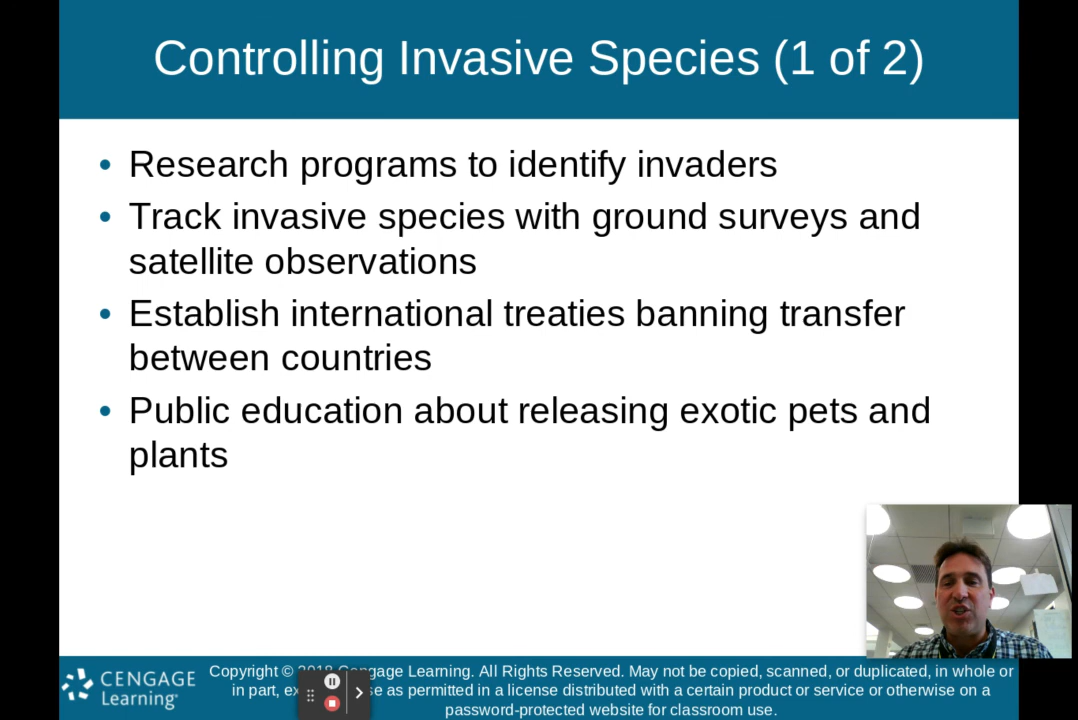 Controlling Invasive Species (1 of 2)
• Research programs to identify invaders
• Track invasive species with ground surveys and
satellite observations
• Establish international treaties banning transfer
between countries
• Public education about releasing exotic pets and
plants
CENGAGE
Learning
Copyright © 2018 Cengage Learning. All Rights Reserved. May not be copied, scanned, or duplicated, in whole or
in part, se as permitted in a license distributed with a certain product or service or otherwise on a
password-protected website for classroom use.